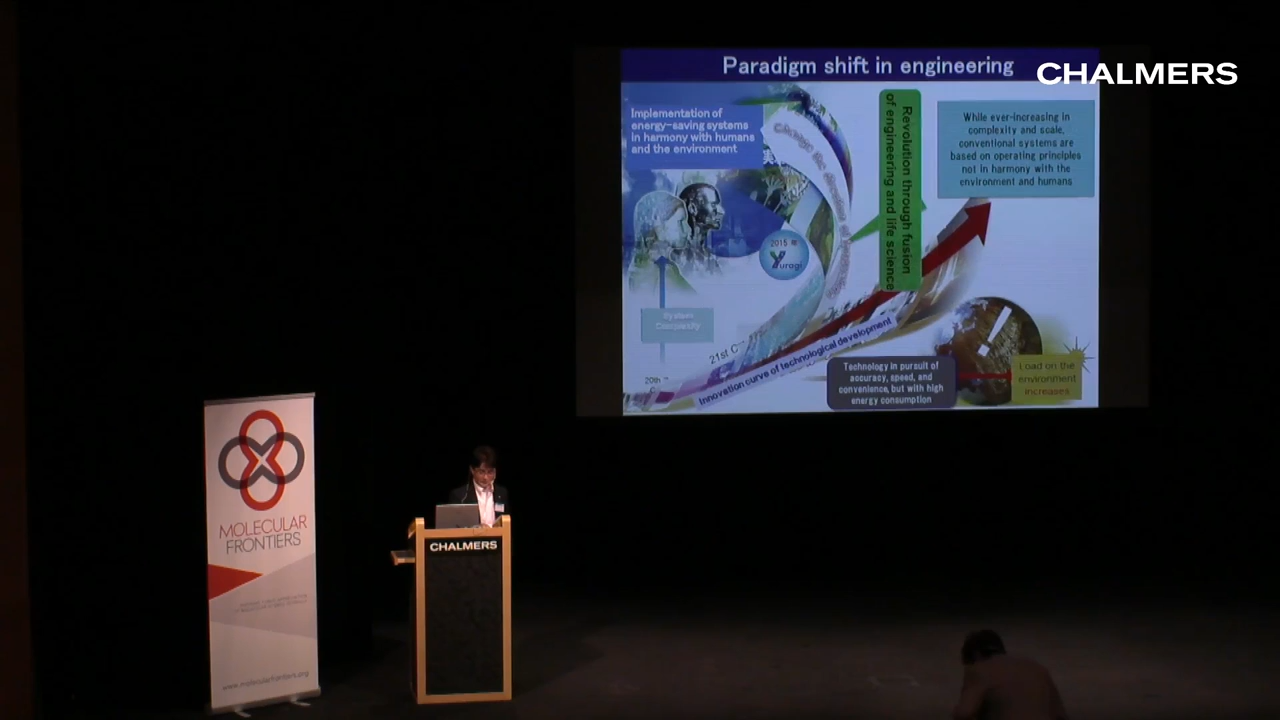 Paradigm shift in engineering
CHALMERS
Implementation of
energy-saving systems
in harmony with humans
and the environment
Revolution through fusion
of engineering and life science
While ever-increasing in
complexity and scale,
conventional systems are
based on operating principles
not in harmony with the
environment and humans
2015 年
Yuragi
System
Complexity
21st C
20th
Innovation curve of technological development
Technology in pursuit of
accuracy, speed, and
convenience, but with high
energy consumption
Load on the
environment
increases
MOLECULAR
FRONTIERS
www.molecularfrontiers.org
CHALMERS